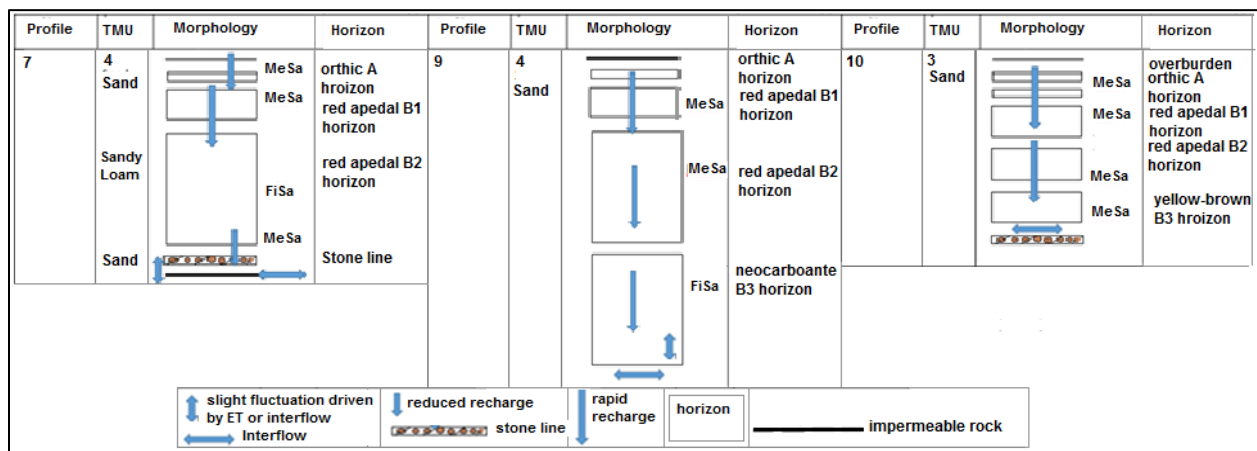 Profile TMU Morphology Horizon Profile TMU Morphology Horizon Profile TMU Morphology Horizon
7
4
Sand
Sandy
Loam
Sand
MeSa
MeSa
FiSa
MeSa
orthic A
hroizon
red apedal B1
horizon
red apedal B2
horizon
Stone line
9
4
Sand
MeSa
MeSa
FiSa
orthic A
horizon
red apedal B1
horizon
red apedal B2
horizon
neocarboante
B3 horizon
10
3
Sand
MeSa
MeSa
MeSa
MeSa
overburden
orthic A
horizon
red apedal B1
horizon
red apedal B2
horizon
yellow-brown
B3 hroizon
slight fluctuation driven
by ET or interflow
Interflow
reduced recharge
stone line
rapid
recharge
horizon
impermeable rock